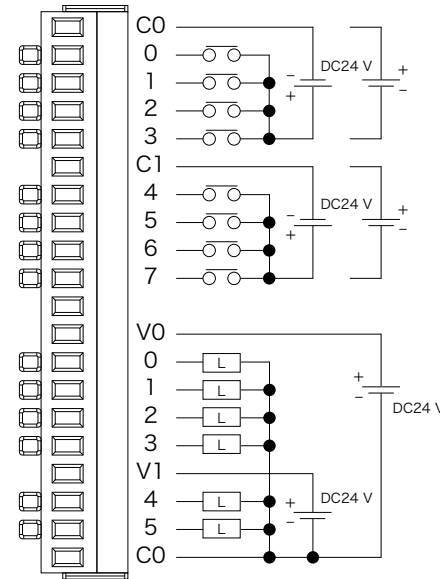 C0
0
- DC24 V +
+ -
1
2
3
C1
4
- DC24 V +
+ -
5
6
7
V0
0 L
+
-
DC24 V
1 L
2 L
3 L
V1
4 L
+ DC24 V
-
5 L
C0